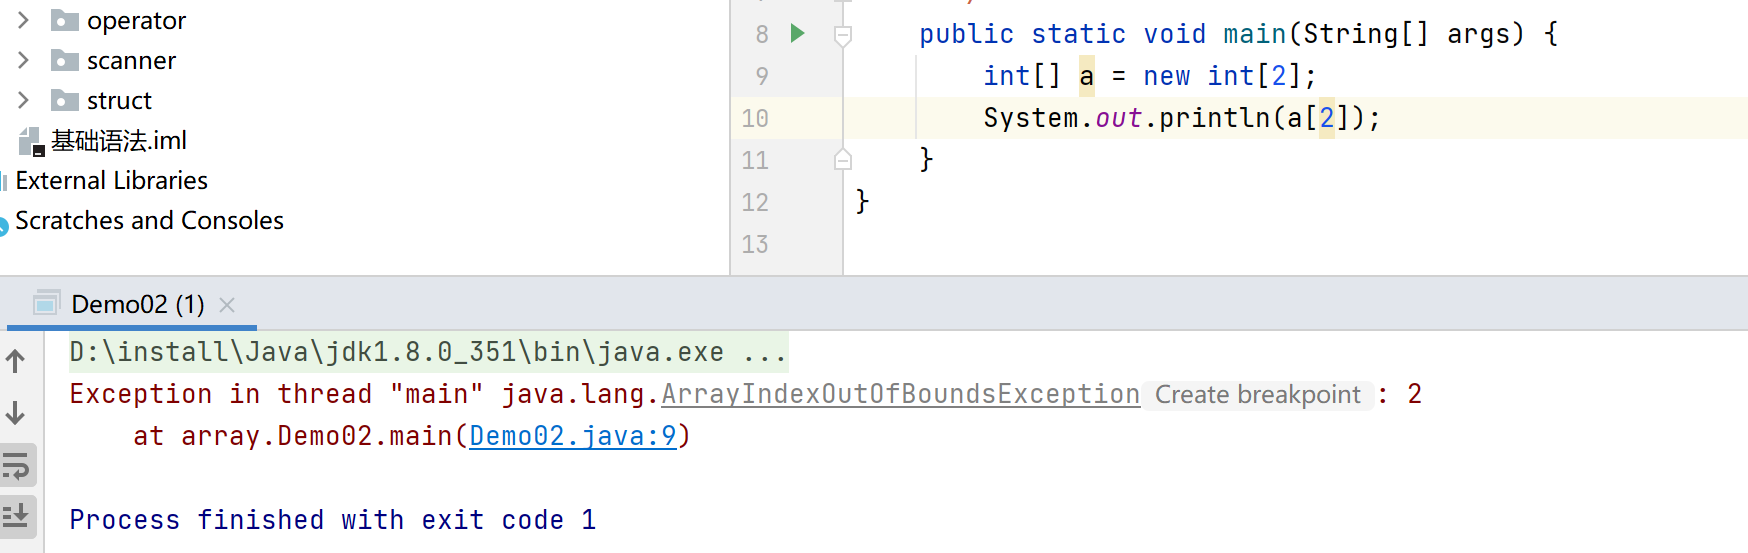 operator
scanner
struct
基础语法.iml
External Libraries
Scratches and Consoles
8 public static void main(String[] args) {
9 int[] a = new int[2];
10 System.out.println(a[2]);
11 }
12 }
13
Demo02 (1)
D:\install\Java\jdk1.8.0_351\bin\java.exe ...
Exception in thread "main" java.lang.ArrayIndexOutOfBoundsException Create breakpoint : 2
at array.Demo02.main(Demo02.java:9)
Process finished with exit code 1